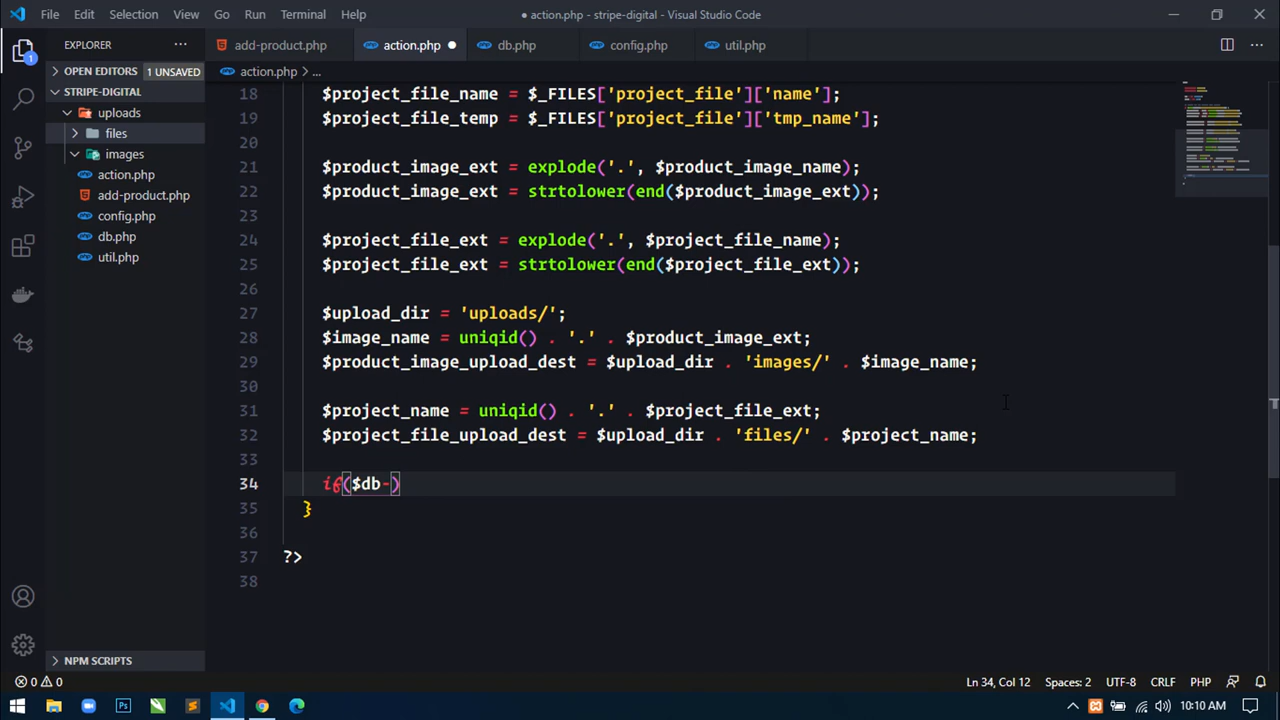 File Edit Selection View Go Run Terminal Help
● action.php - stripe-digital - Visual Studio Code
EXPLORER
add-product.php action.php ● db.php config.php util.php
OPEN EDITORS 1 UNSAVED
action.php > ...
STRIPE-DIGITAL
uploads
files
images
action.php
add-product.php
config.php
db.php
util.php
NPM SCRIPTS
18 $project_file_name = $_FILES['project_file']['name'];
19 $project_file_temp = $_FILES['project_file']['tmp_name'];
20
21 $product_image_ext = explode('.', $product_image_name);
22 $product_image_ext = strtolower(end($product_image_ext));
23
24 $project_file_ext = explode('.', $project_file_name);
25 $project_file_ext = strtolower(end($project_file_ext));
26
27 $upload_dir = 'uploads/';
28 $image_name = uniqid() . '.' . $product_image_ext;
29 $product_image_upload_dest = $upload_dir . 'images/' . $image_name;
30
31 $project_name = uniqid() . '.' . $project_file_ext;
32 $project_file_upload_dest = $upload_dir . 'files/' . $project_name;
33
34 if($db-)
35 }
36
37 ?>
38
1
0 0 Ln 34, Col 12 Spaces: 2 UTF-8 CRLF PHP
Ps 10:10 AM